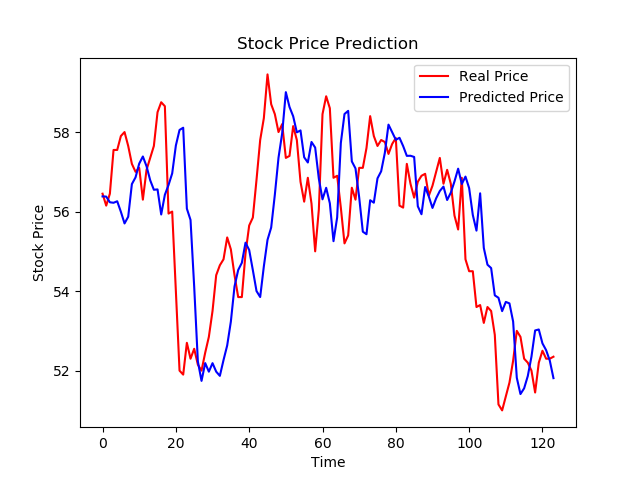 Stock Price Prediction
Real Price
Predicted Price
58
56
54
52
Stock Price
0 20 40 60 80 100 120
Time